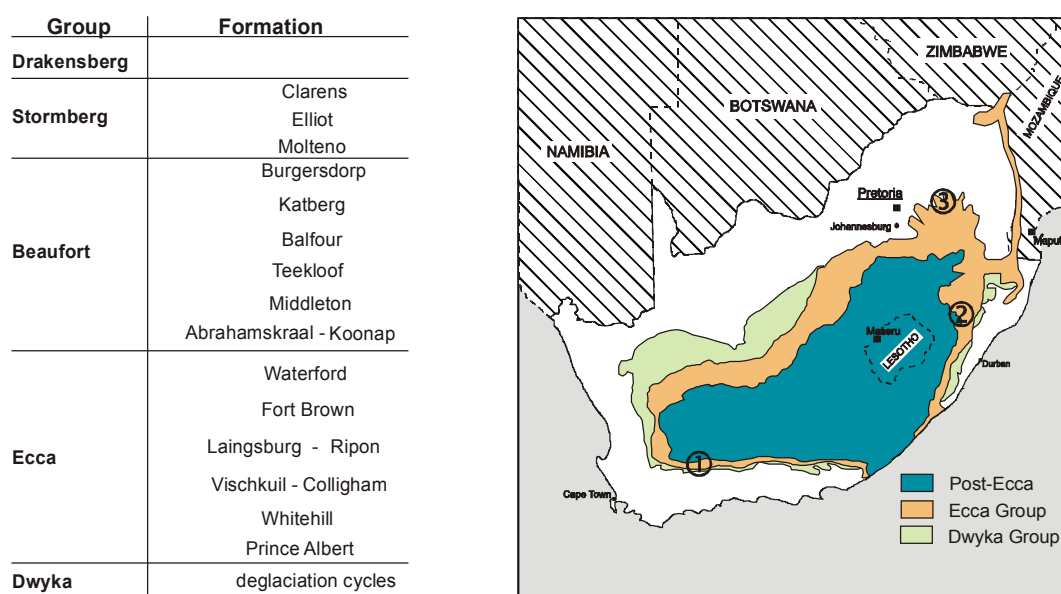 Group Formation
Drakensberg
Stormberg
Clarens
Elliot
Molteno
Beaufort
Burgersdorp
Katberg
Balfour
Teekloof
Middleton
Abrahamskraal - Koonap
Ecca
Waterford
Fort Brown
Laingsburg - Ripon
Vischkuil - Colligham
Whitehill
Prince Albert
Dwyka deglaciation cycles
ZIMBABWE
BOTSWANA
MOZAMBIQUE
NAMIBIA
Pretoria
3
Johannesburg
Maput
2
Maseru
LESOTHO
Durban
1
Cape Town
Post-Ecca
Ecca Group
Dwyka Group